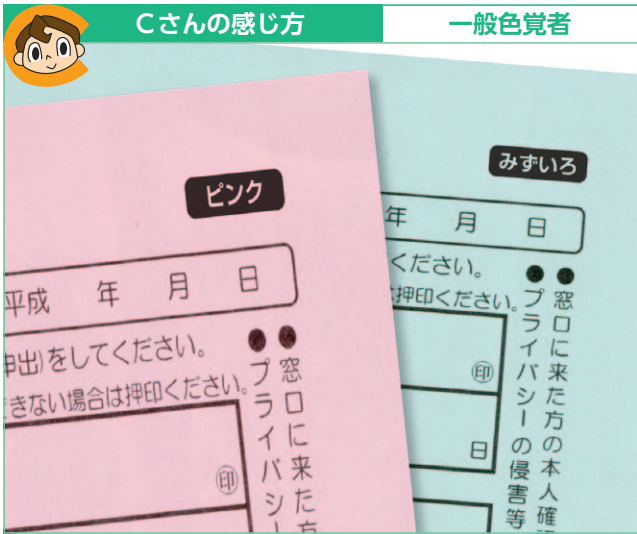 Cさんの感じ方
一般色覚者
ピンク
平成 年 月 日
申出)をしてください。
できない場合は押印ください。
印
●窓口に来た方
●プライバシー
みずいろ
年 月 日
ください。
は押印ください。
印
日
●窓口に来た方の本人確
●プライバシーの侵害等